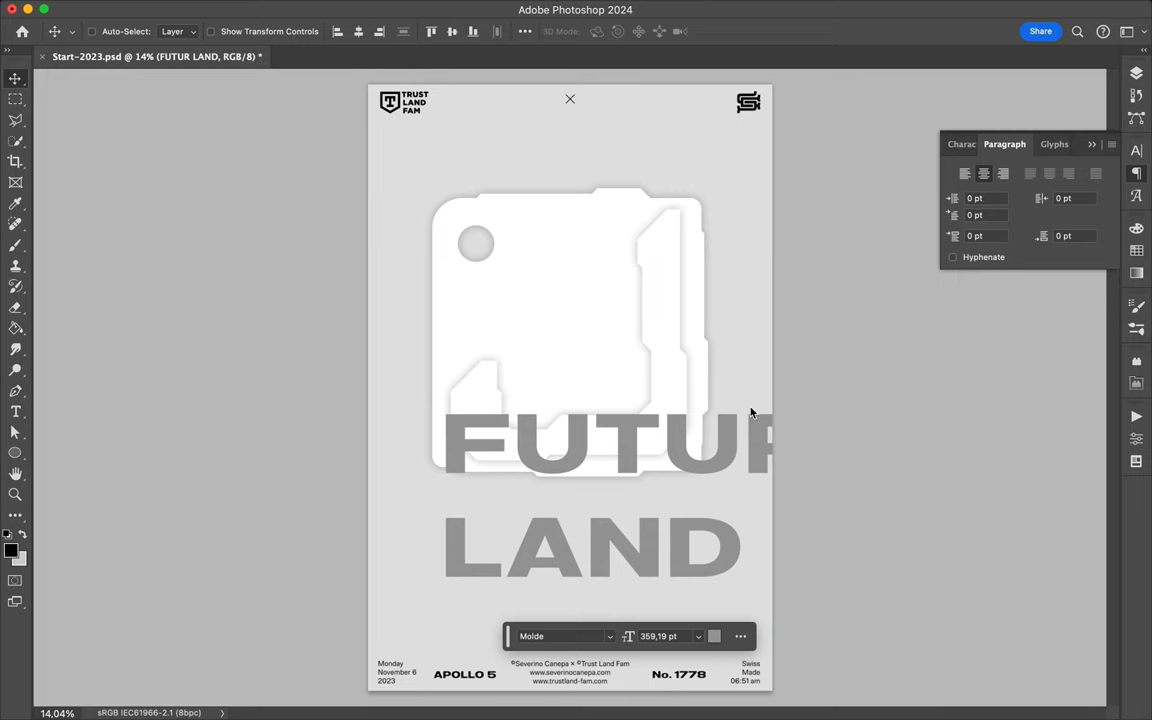 Adobe Photoshop 2024
Auto-Select:
Layer
Show Transform Controls
3D Mode:
Share
Start-2023.psd @ 14% (FUTUR LAND, RGB/8) *
TRUST
LAND
FAM
Charac
Paragraph
Glyphs
0 pt
0 pt
0 pt
0 pt
0 pt
Hyphenate
FUTUR
LAND
Molde
359,19 pt
Monday
November 6
2023
APOLLO 5
©Severino Canepa × ©Trust Land Fam
www.severinocanepa.com
www.trustland-fam.com
No. 1778
Swiss
Made
06:51 am
14,04%
sRGB IEC61966-2.1 (8bpc)